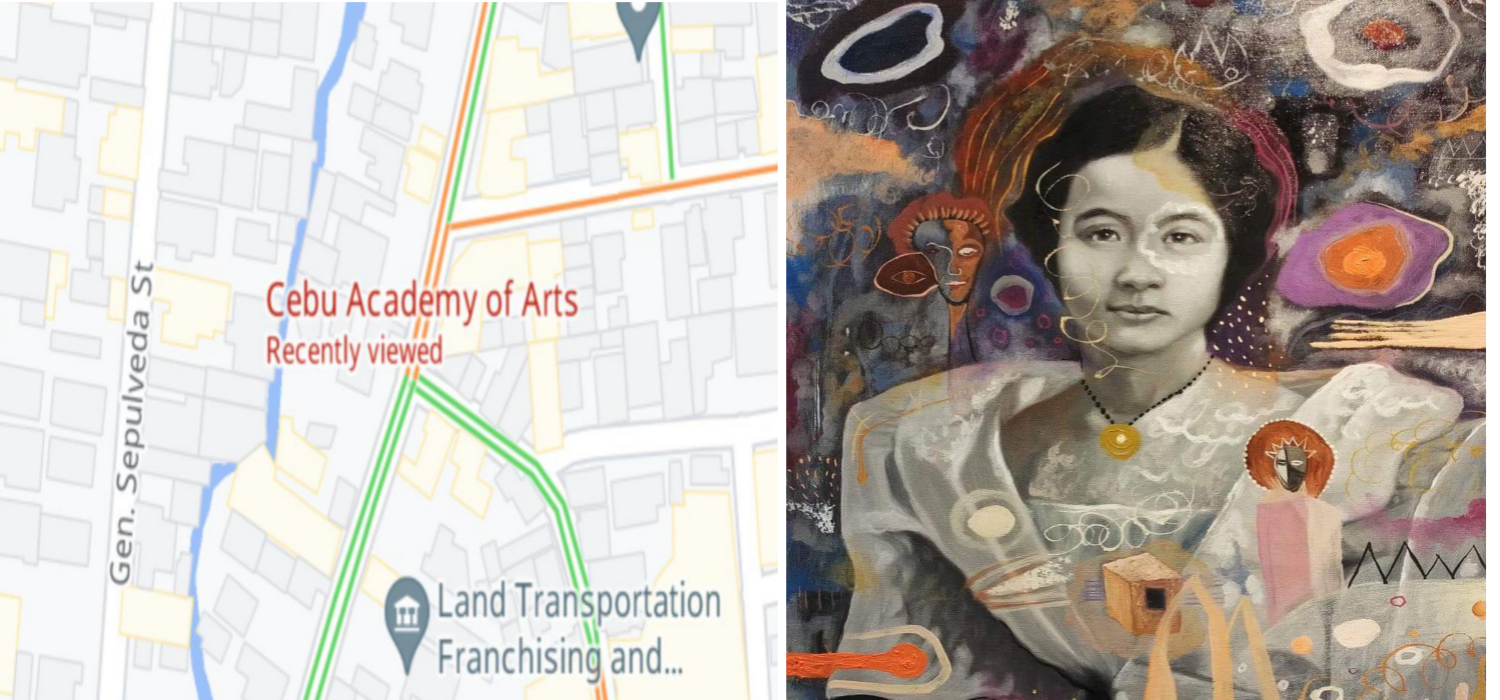 Gen. Sepulveda St
Cebu Academy of Arts
Recently viewed
Land Transportation
Franchising and...